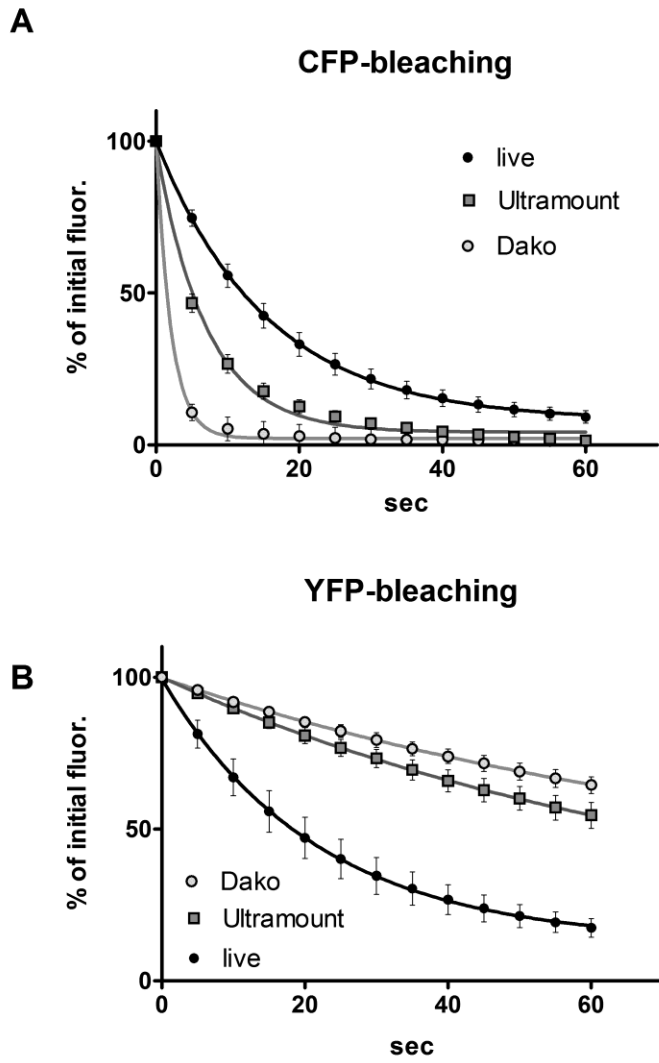 A
CFP-bleaching
% of initial fluor.
100
50
0
live
Ultramount
Dako
0 20 40 60
sec
YFP-bleaching
B
% of initial fluor.
100
50
0
Dako
Ultramount
live
0 20 40 60
sec